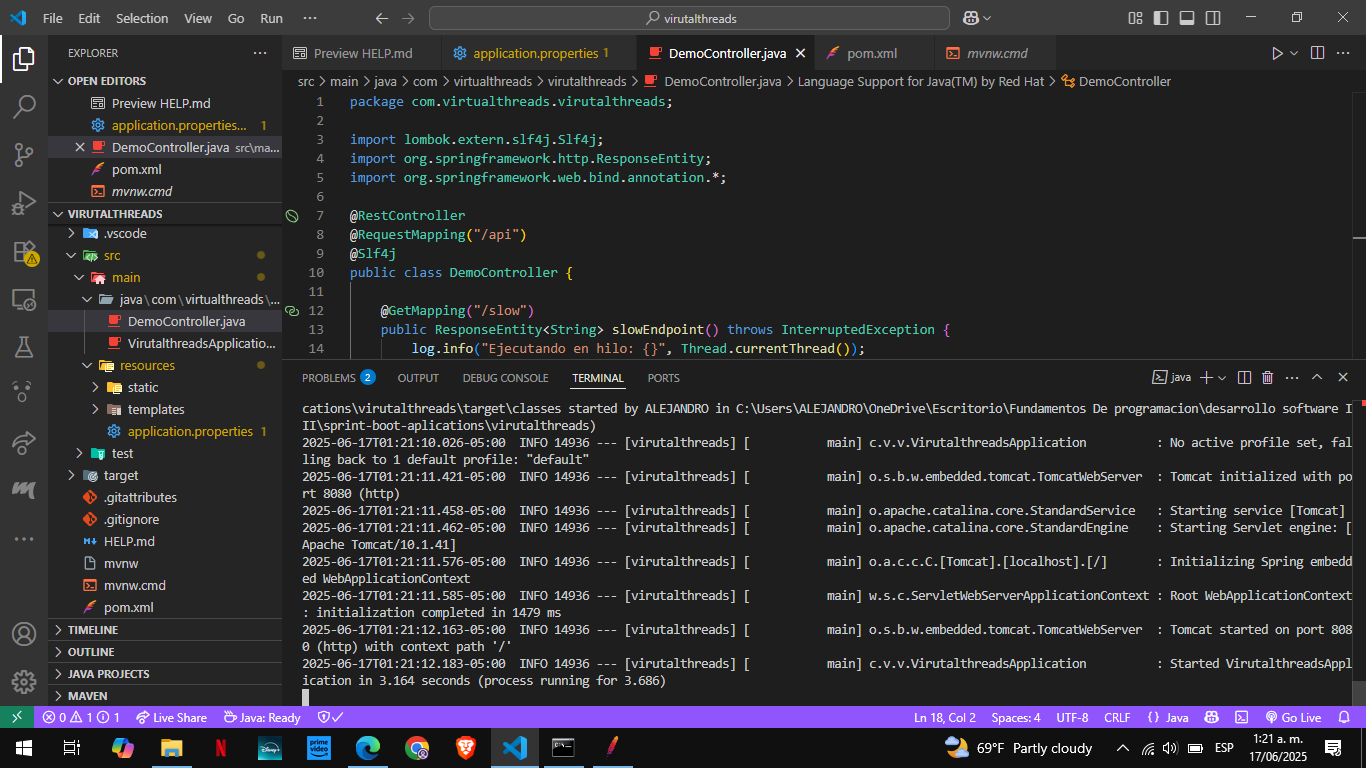 File Edit Selection View Go Run ··· virutalthreads
EXPLORER ···
OPEN EDITORS
Preview HELP.md
application.properties... 1
DemoController.java src\ma...
pom.xml
mvnw.cmd
VIRUTALTHREADS
.vscode
src
main
java\com\virtualthreads\...
DemoController.java
VirutalthreadsApplicatio...
resources
static
templates
application.properties 1
test
target
.gitattributes
.gitignore
HELP.md
mvnw
mvnw.cmd
pom.xml
TIMELINE
OUTLINE
JAVA PROJECTS
MAVEN
Preview HELP.md application.properties 1 DemoController.java pom.xml mvnw.cmd
src > main > java > com > virtualthreads > virutalthreads > DemoController.java > Language Support for Java(TM) by Red Hat > DemoController
1 package com.virtualthreads.virutalthreads;
2
3 import lombok.extern.slf4j.Slf4j;
4 import org.springframework.http.ResponseEntity;
5 import org.springframework.web.bind.annotation.*;
6
7 @RestController
8 @RequestMapping("/api")
9 @Slf4j
10 public class DemoController {
11
12 @GetMapping("/slow")
13 public ResponseEntity<String> slowEndpoint() throws InterruptedException {
14 log.info("Ejecutando en hilo: {}", Thread.currentThread());
PROBLEMS 2 OUTPUT DEBUG CONSOLE TERMINAL PORTS java
cations\virutalthreads\target\classes started by ALEJANDRO in C:\Users\ALEJANDRO\OneDrive\Escritorio\Fundamentos De programacion\desarrollo software I
II\sprint-boot-aplications\virutalthreads)
2025-06-17T01:21:10.026-05:00 INFO 14936 --- [virutalthreads] [ main] c.v.v.VirutalthreadsApplication : No active profile set, fal
ling back to 1 default profile: "default"
2025-06-17T01:21:11.421-05:00 INFO 14936 --- [virutalthreads] [ main] o.s.b.w.embedded.tomcat.TomcatWebServer : Tomcat initialized with po
rt 8080 (http)
2025-06-17T01:21:11.458-05:00 INFO 14936 --- [virutalthreads] [ main] o.apache.catalina.core.StandardService : Starting service [Tomcat]
2025-06-17T01:21:11.462-05:00 INFO 14936 --- [virutalthreads] [ main] o.apache.catalina.core.StandardEngine : Starting Servlet engine: [
Apache Tomcat/10.1.41]
2025-06-17T01:21:11.576-05:00 INFO 14936 --- [virutalthreads] [ main] o.a.c.c.C.[Tomcat].[localhost].[/] : Initializing Spring embedd
ed WebApplicationContext
2025-06-17T01:21:11.585-05:00 INFO 14936 --- [virutalthreads] [ main] w.s.c.ServletWebServerApplicationContext : Root WebApplicationContext
: initialization completed in 1479 ms
2025-06-17T01:21:12.163-05:00 INFO 14936 --- [virutalthreads] [ main] o.s.b.w.embedded.tomcat.TomcatWebServer : Tomcat started on port 808
0 (http) with context path '/'
2025-06-17T01:21:12.183-05:00 INFO 14936 --- [virutalthreads] [ main] c.v.v.VirutalthreadsApplication : Started VirutalthreadsAppl
ication in 3.164 seconds (process running for 3.686)
0 1 1 Live Share Java: Ready Ln 18, Col 2 Spaces: 4 UTF-8 CRLF {} Java Go Live
69°F Partly cloudy ESP 1:21 a. m.
17/06/2025